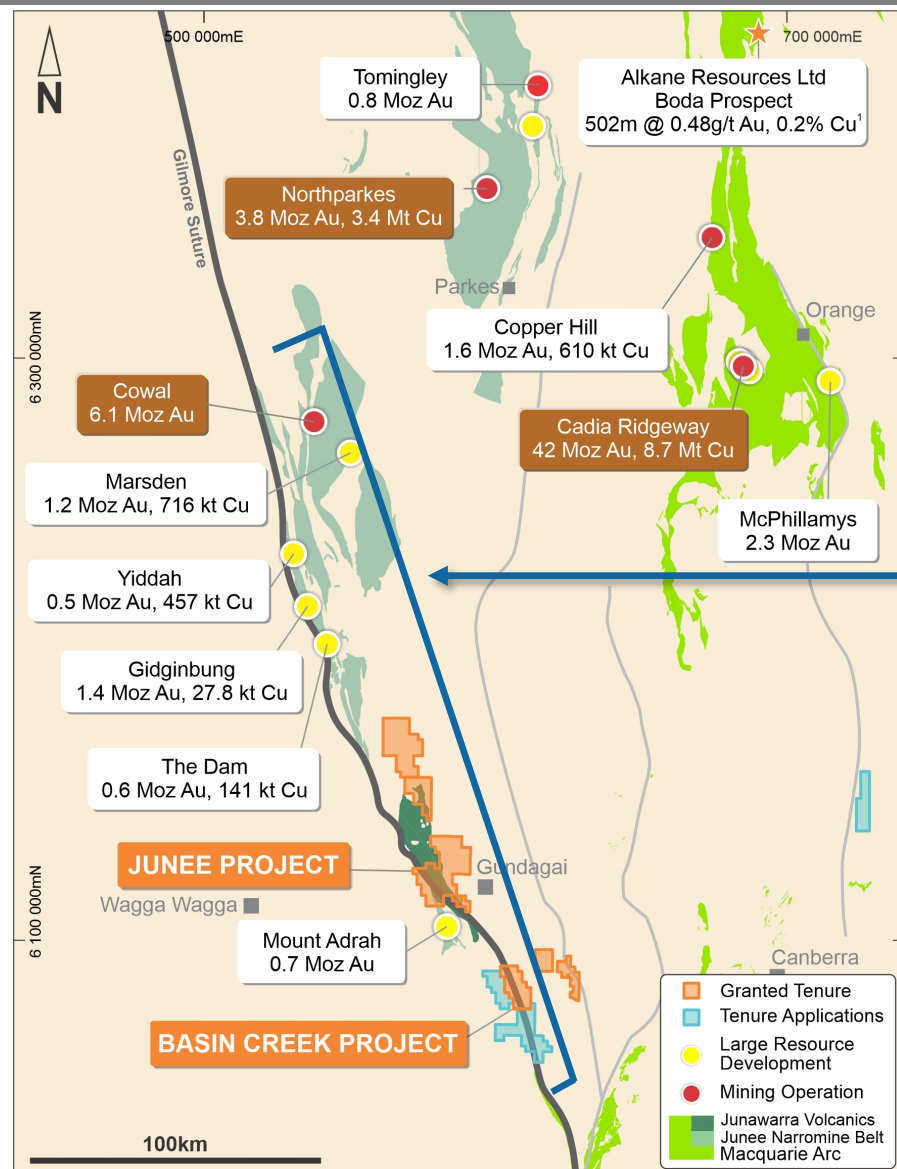 500 000mE
700 000mE
N
Gilmore Suture
Tomingley
0.8 Moz Au
Alkane Resources Ltd
Boda Prospect
502m @ 0.48g/t Au, 0.2% Cu¹
Northparkes
3.8 Moz Au, 3.4 Mt Cu
Parkes
Orange
Copper Hill
1.6 Moz Au, 610 kt Cu
6 300 000mN
Cowal
6.1 Moz Au
Cadia Ridgeway
42 Moz Au, 8.7 Mt Cu
Marsden
1.2 Moz Au, 716 kt Cu
McPhillamys
2.3 Moz Au
Yiddah
0.5 Moz Au, 457 kt Cu
Gidginbung
1.4 Moz Au, 27.8 kt Cu
The Dam
0.6 Moz Au, 141 kt Cu
JUNEE PROJECT
Gundagai
Wagga Wagga
6 100 000mN
Mount Adrah
0.7 Moz Au
Canberra
BASIN CREEK PROJECT
Granted Tenure
Tenure Applications
Large Resource
Development
Mining Operation
Junawarra Volcanics
Junee Narromine Belt
Macquarie Arc
100km